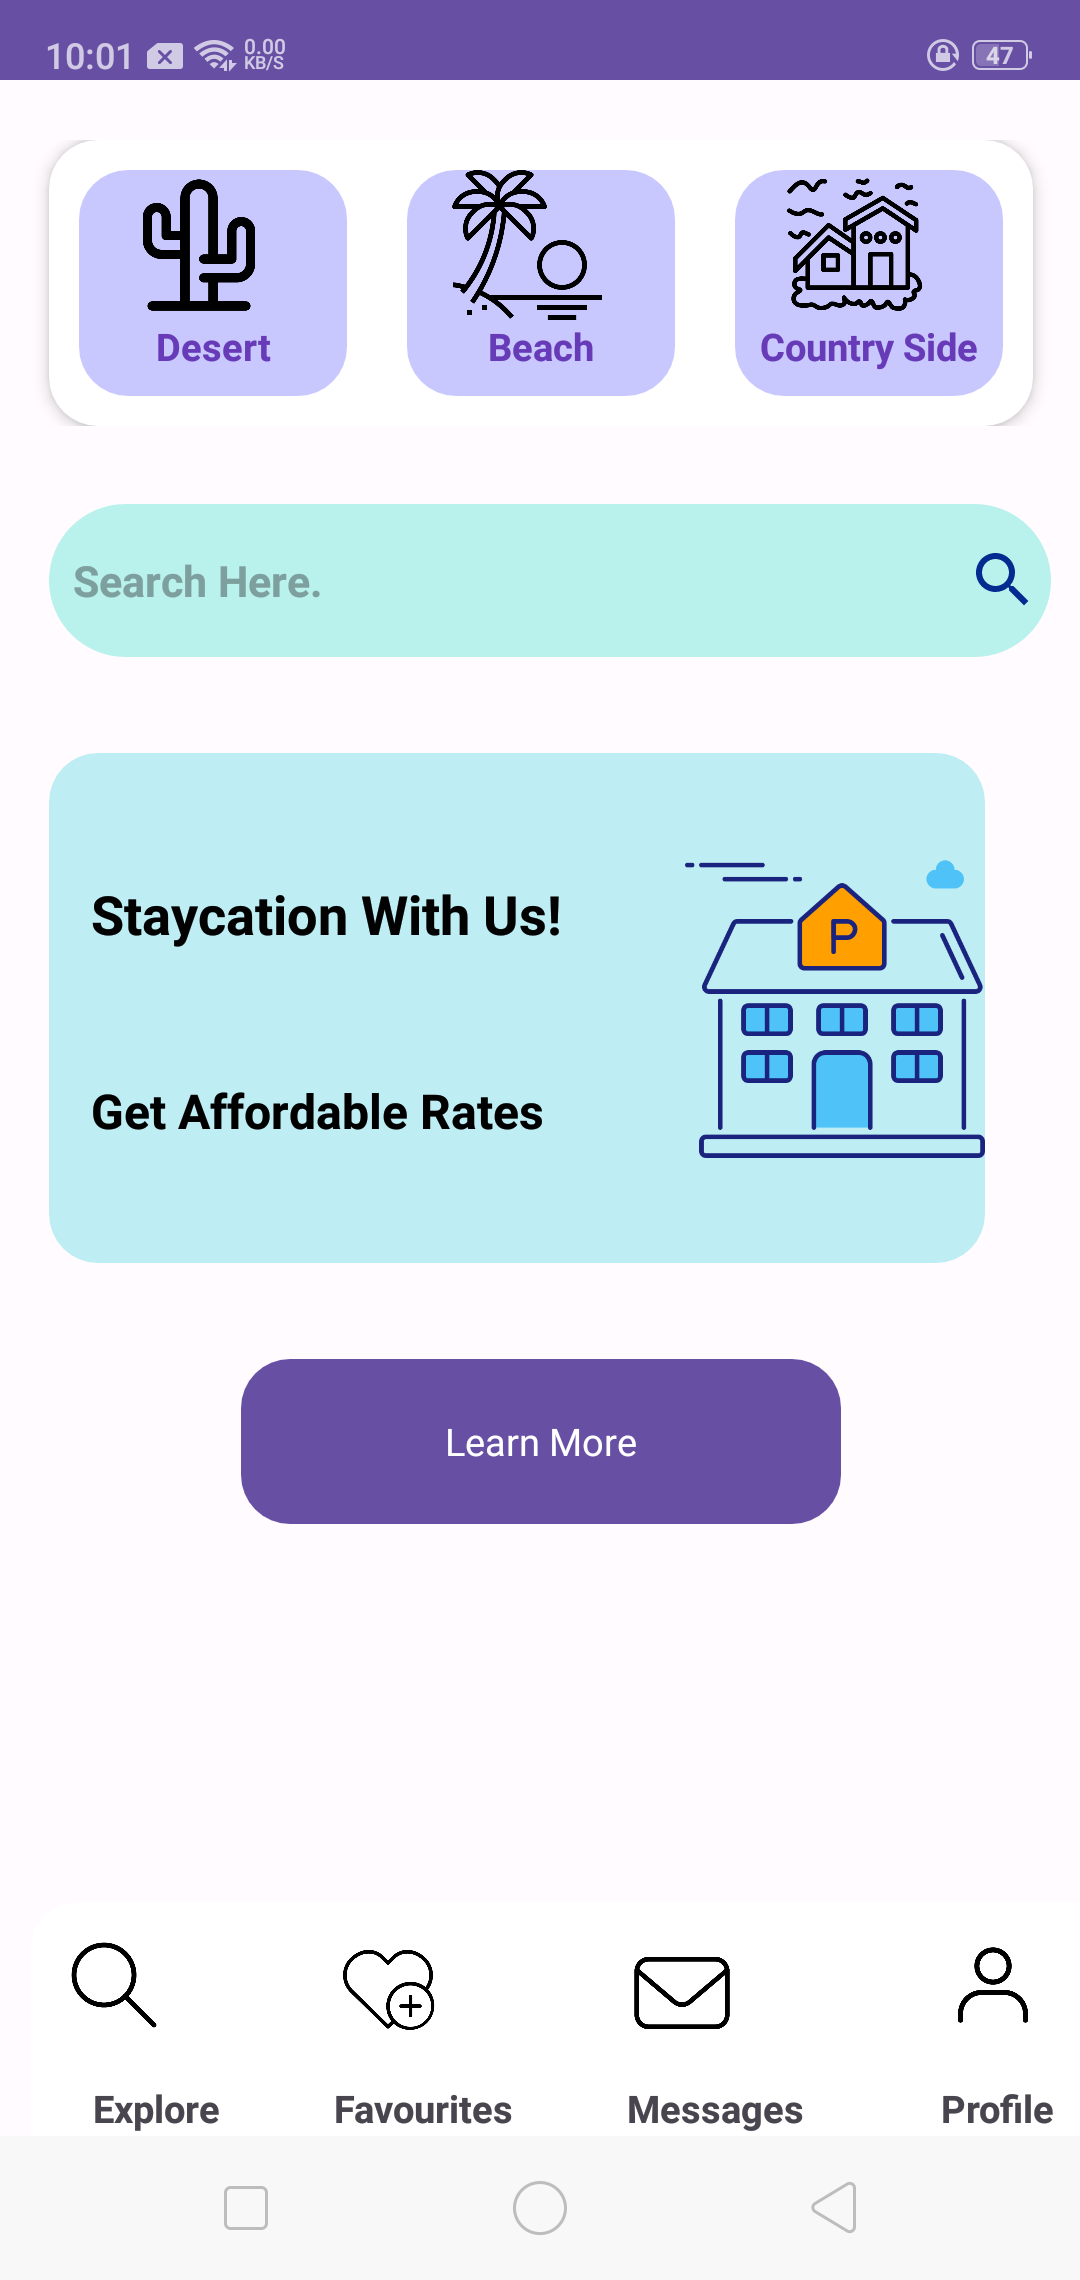 10:01 0.00 KB/S 47
Desert Beach Country Side
Search Here.
Staycation With Us!
P
Get Affordable Rates
Learn More
Explore Favourites Messages Profile